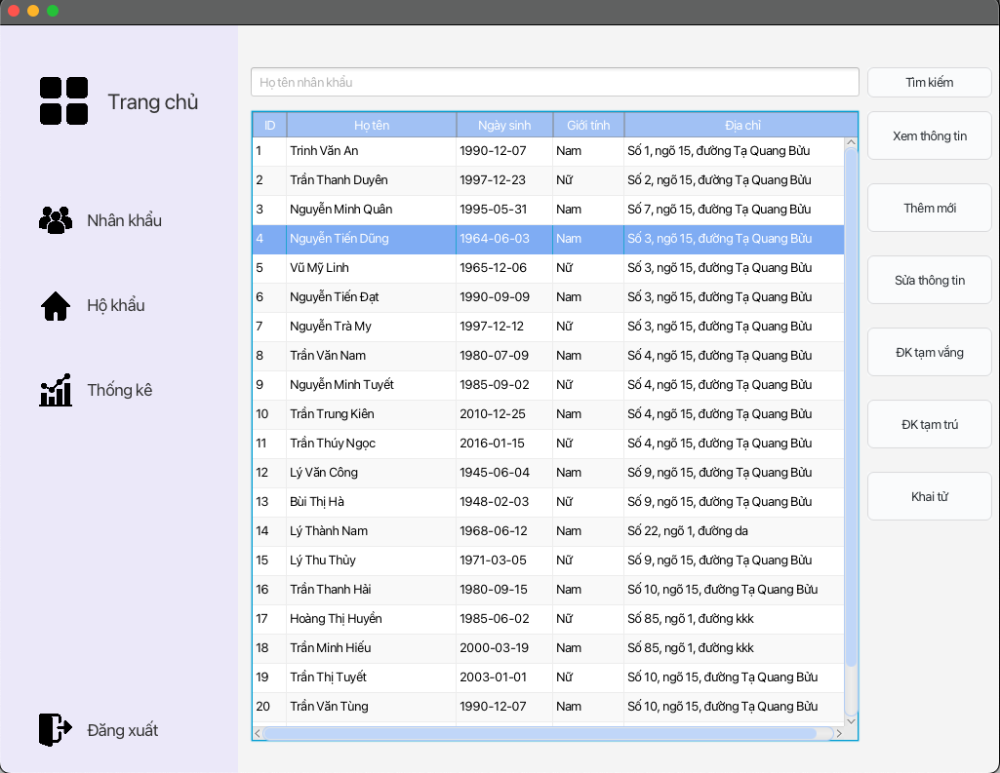 Trang chủ
Nhân khẩu
Hộ khẩu
Thống kê
Đăng xuất
Họ tên nhân khẩu
Tìm kiếm
ID Họ tên Ngày sinh Giới tính Địa chỉ
1 Trinh Văn An 1990-12-07 Nam Số 1, ngõ 15, đường Tạ Quang Bửu
2 Trần Thanh Duyên 1997-12-23 Nữ Số 2, ngõ 15, đường Tạ Quang Bửu
3 Nguyễn Minh Quân 1995-05-31 Nam Số 7, ngõ 15, đường Tạ Quang Bửu
4 Nguyễn Tiến Dũng 1964-06-03 Nam Số 3, ngõ 15, đường Tạ Quang Bửu
5 Vũ Mỹ Linh 1965-12-06 Nữ Số 3, ngõ 15, đường Tạ Quang Bửu
6 Nguyễn Tiến Đạt 1990-09-09 Nam Số 3, ngõ 15, đường Tạ Quang Bửu
7 Nguyễn Trà My 1997-12-12 Nữ Số 3, ngõ 15, đường Tạ Quang Bửu
8 Trần Văn Nam 1980-07-09 Nam Số 4, ngõ 15, đường Tạ Quang Bửu
9 Nguyễn Minh Tuyết 1985-09-02 Nữ Số 4, ngõ 15, đường Tạ Quang Bửu
10 Trần Trung Kiên 2010-12-25 Nam Số 4, ngõ 15, đường Tạ Quang Bửu
11 Trần Thúy Ngọc 2016-01-15 Nữ Số 4, ngõ 15, đường Tạ Quang Bửu
12 Lý Văn Công 1945-06-04 Nam Số 9, ngõ 15, đường Tạ Quang Bửu
13 Bùi Thị Hà 1948-02-03 Nữ Số 9, ngõ 15, đường Tạ Quang Bửu
14 Lý Thành Nam 1968-06-12 Nam Số 22, ngõ 1, đường da
15 Lý Thu Thủy 1971-03-05 Nữ Số 9, ngõ 15, đường Tạ Quang Bửu
16 Trần Thanh Hải 1980-09-15 Nam Số 10, ngõ 15, đường Tạ Quang Bửu
17 Hoàng Thị Huyền 1985-06-02 Nữ Số 85, ngõ 1, đường kkk
18 Trần Minh Hiếu 2000-03-19 Nam Số 85, ngõ 1, đường kkk
19 Trần Thị Tuyết 2003-01-01 Nữ Số 10, ngõ 15, đường Tạ Quang Bửu
20 Trần Văn Tùng 1990-12-07 Nam Số 10, ngõ 15, đường Tạ Quang Bửu
Xem thông tin
Thêm mới
Sửa thông tin
ĐK tạm vắng
ĐK tạm trú
Khai tử